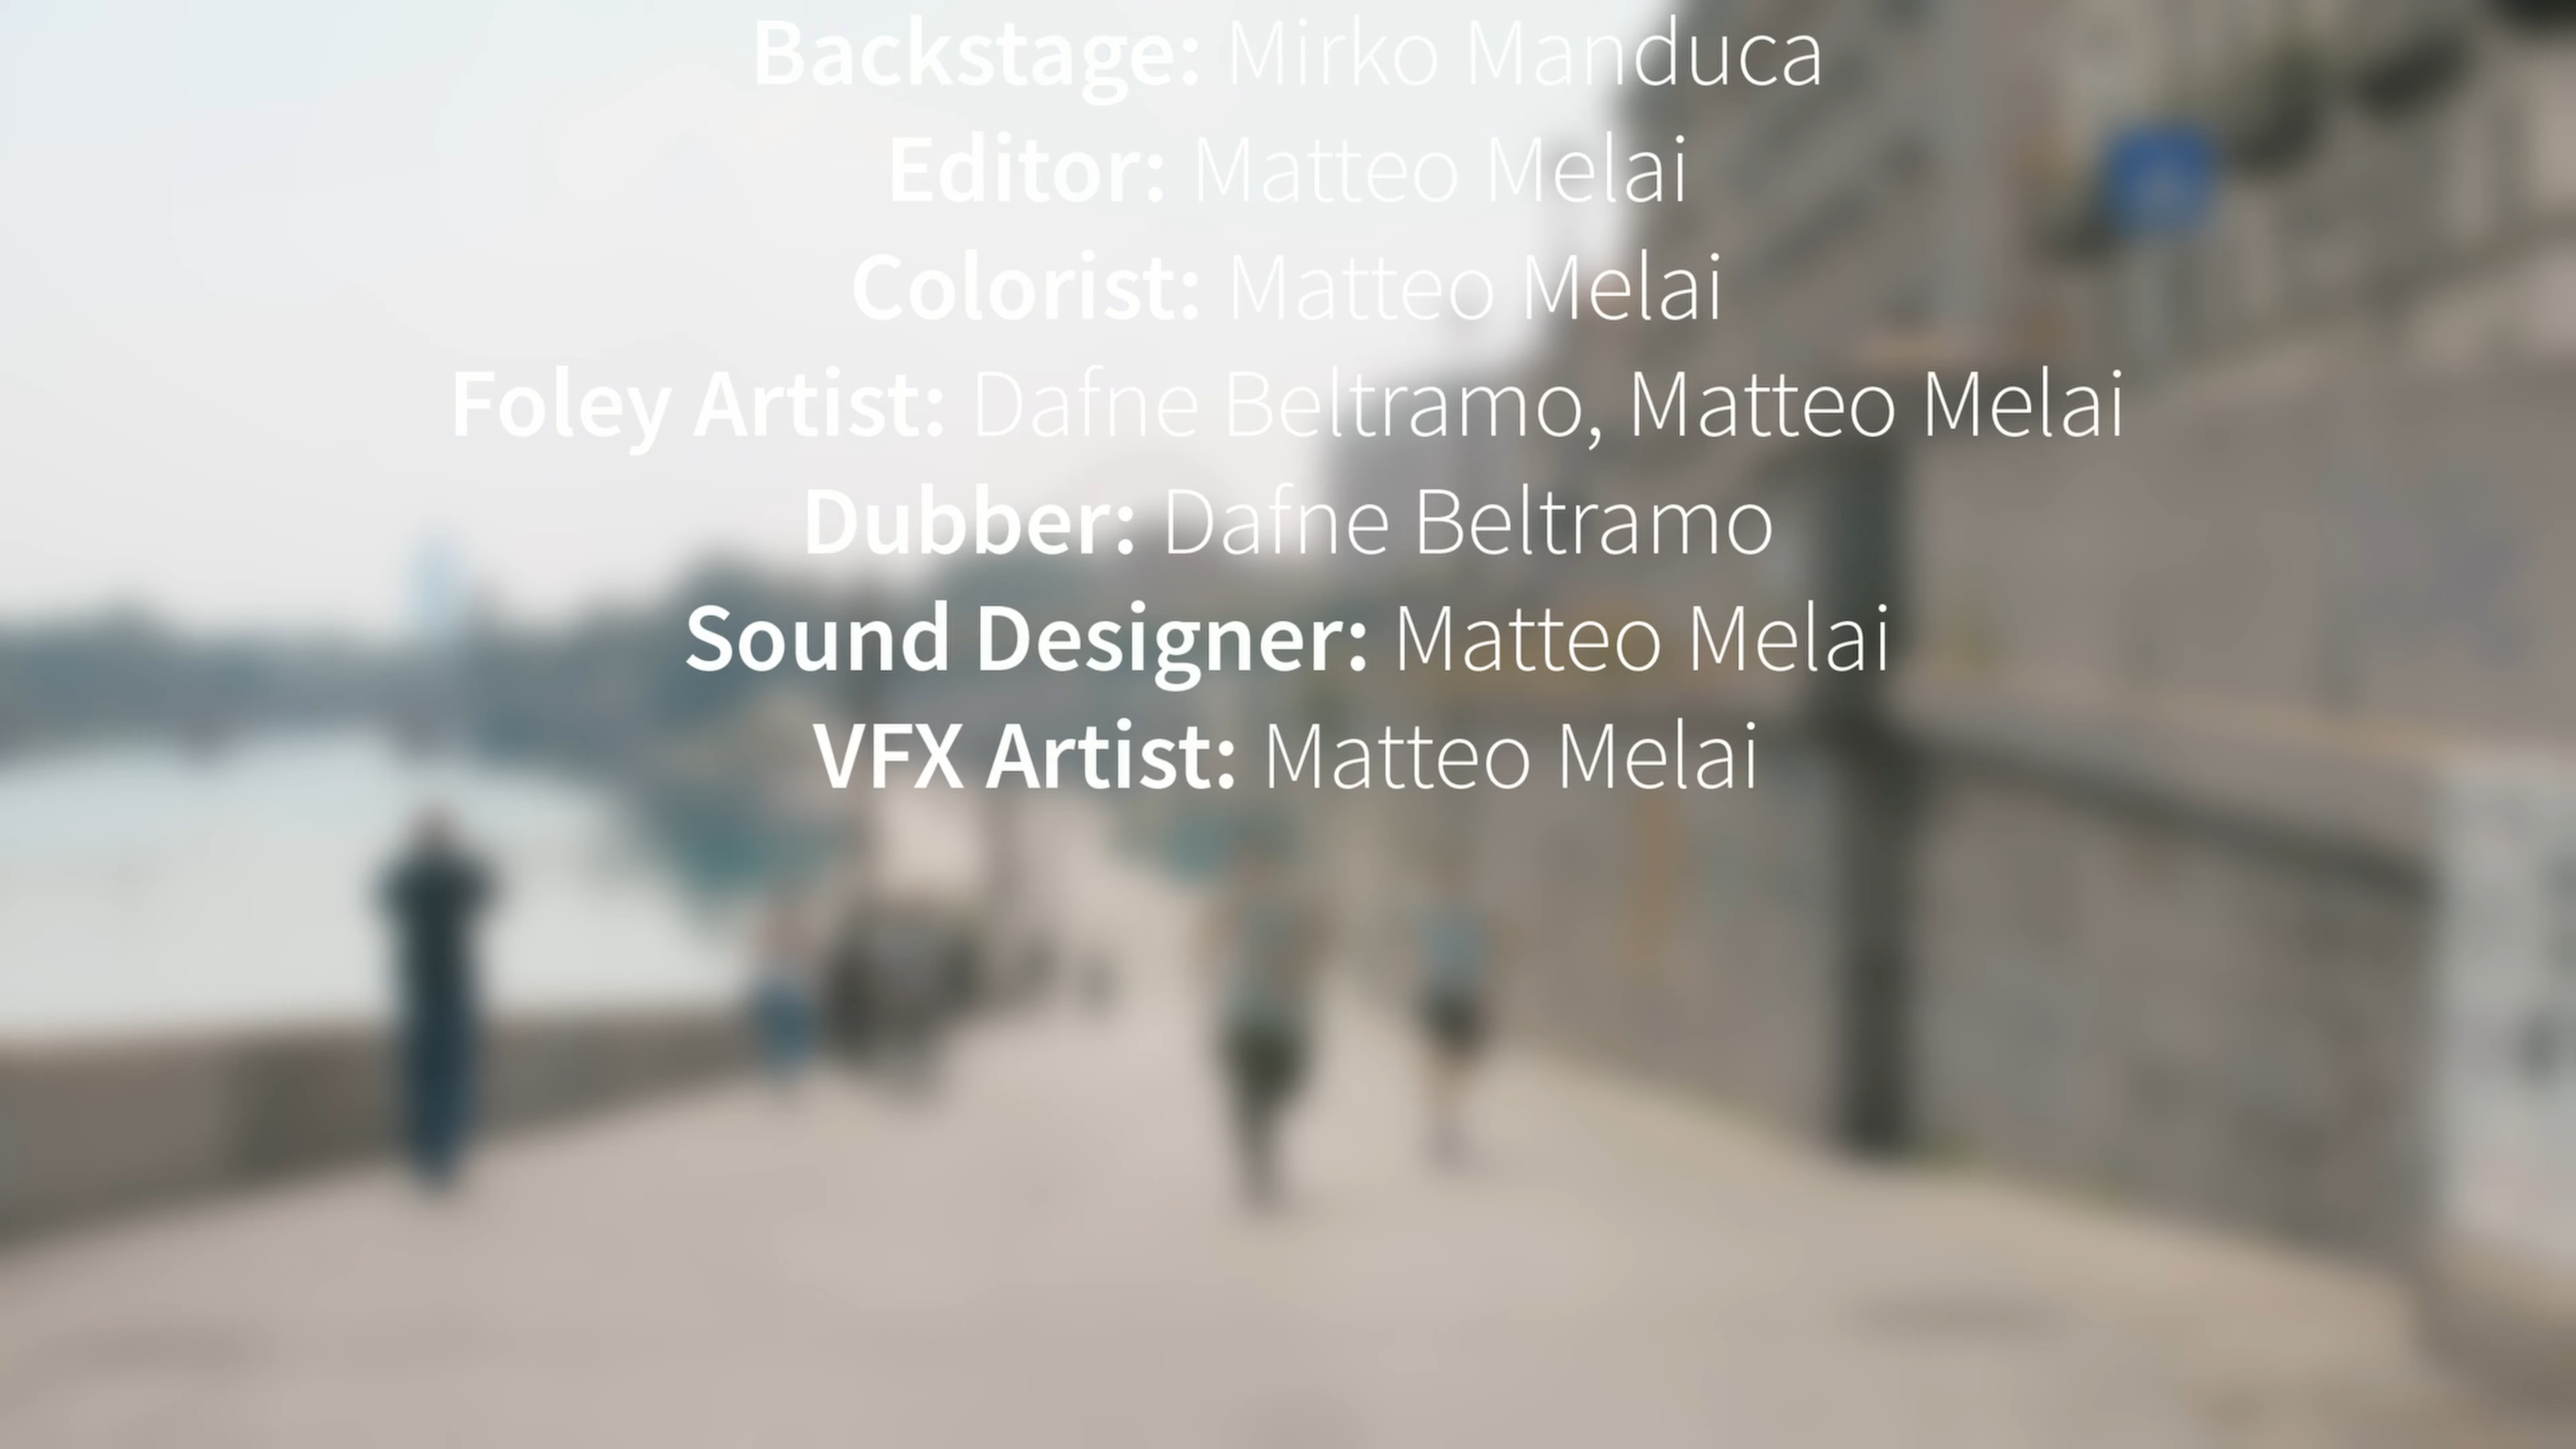 Backstage: Mirko Manduca
Editor: Matteo Melai
Colorist: Matteo Melai
Foley Artist: Dafne Beltramo, Matteo Melai
Dubber: Dafne Beltramo
Sound Designer: Matteo Melai
VFX Artist: Matteo Melai